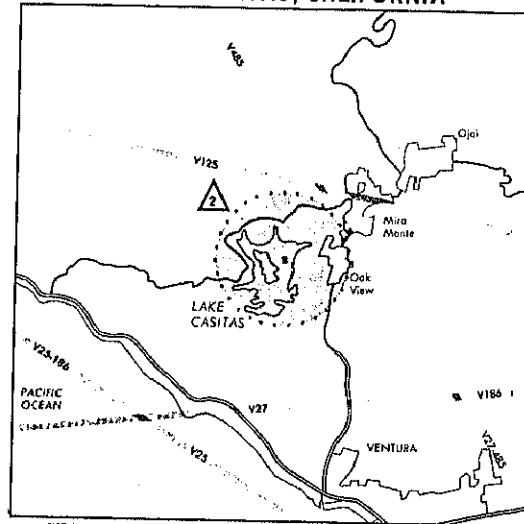 V485
Ojai
V125
2
Mira
Monte
Oak
View
LAKE
CASITAS
V25-186
PACIFIC
OCEAN
V27
V186
V25
VENTURA
V27-485